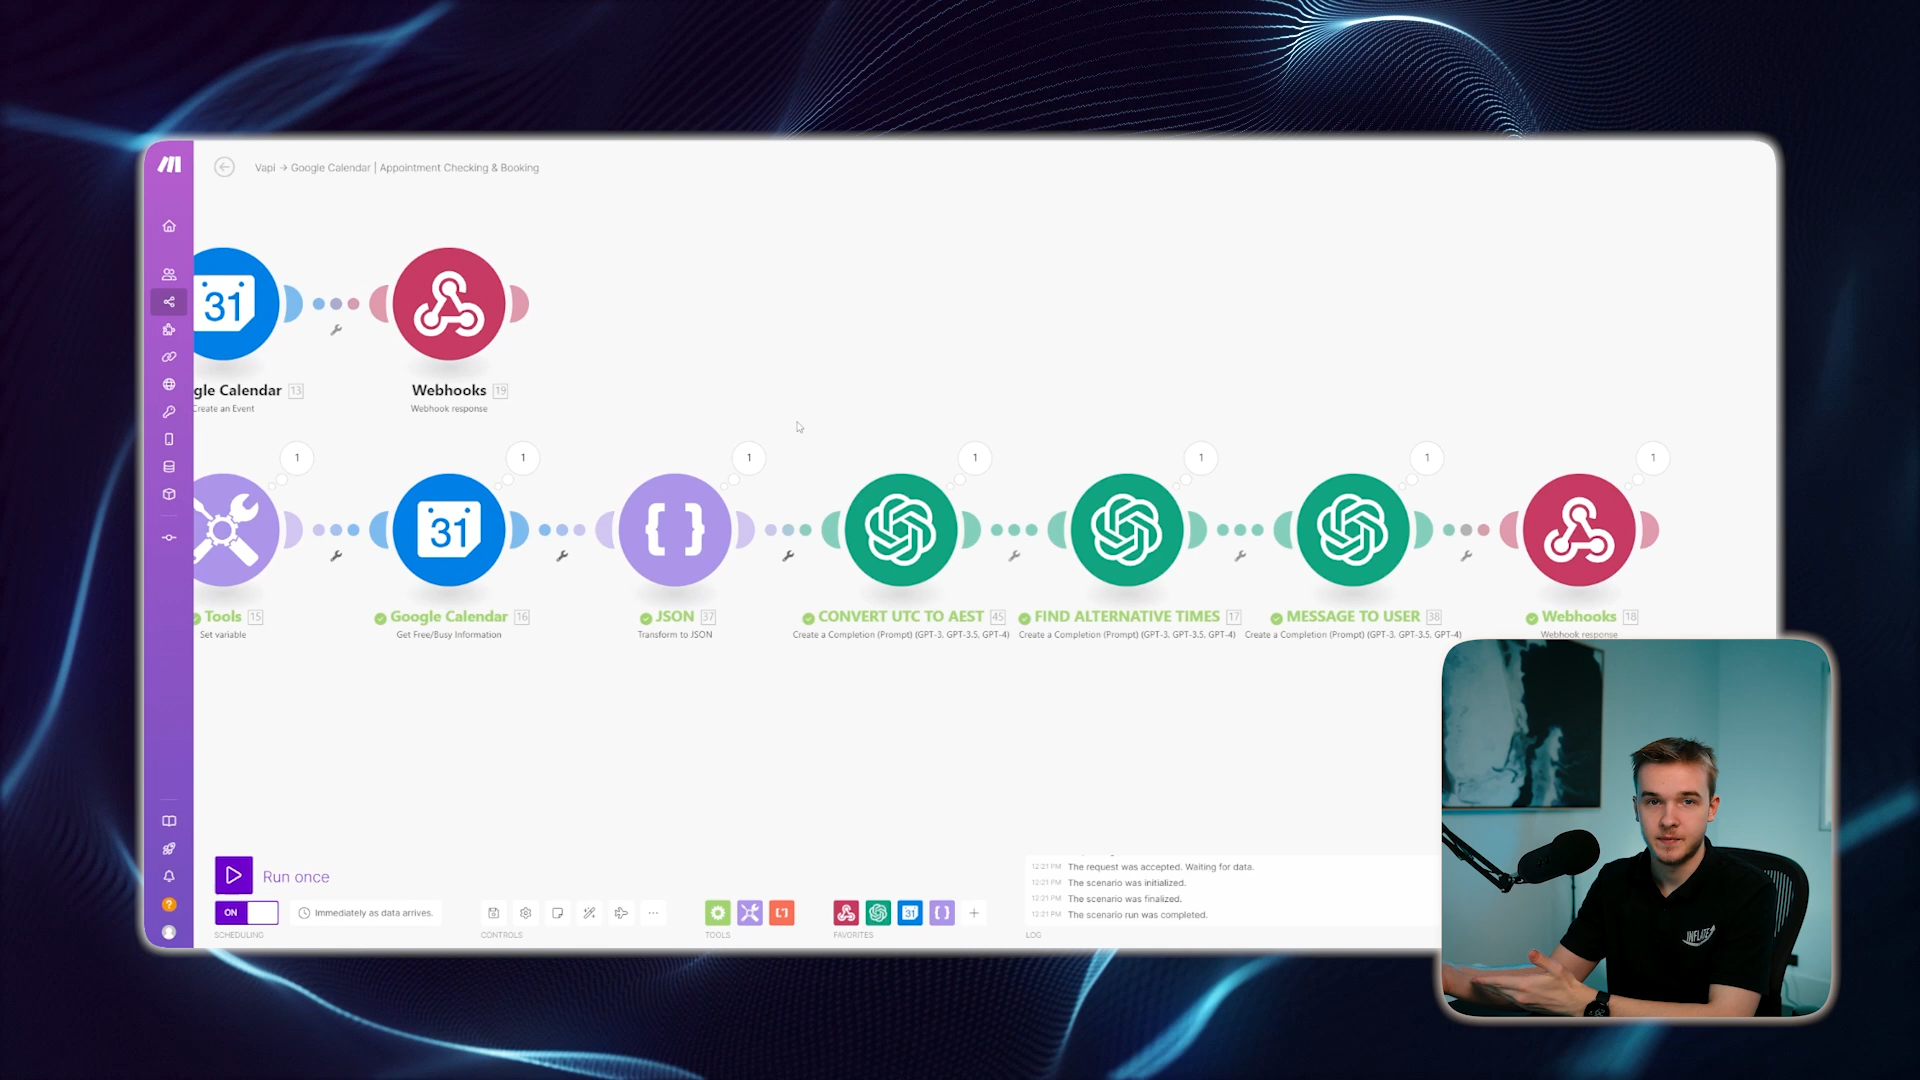 Vapi → Google Calendar | Appointment Checking & Booking
31
gle Calendar 13
Create an Event
Webhooks 19
Webhook response
1
1
1
1
1
1
1
31
Tools 15
Set variable
Google Calendar 16
Get Free/Busy Information
JSON 37
Transform to JSON
CONVERT UTC TO AEST 45
Create a Completion (Prompt) (GPT-3, GPT-3.5, GPT-4)
FIND ALTERNATIVE TIMES 17
Create a Completion (Prompt) (GPT-3, GPT-3.5, GPT-4)
MESSAGE TO USER 38
Create a Completion (Prompt) (GPT-3, GPT-3.5, GPT-4)
Webhooks 18
Webhook response
Run once
ON
Immediately as data arrives.
SCHEDULING
CONTROLS
TOOLS
31
FAVORITES
12:21 PM The request was accepted. Waiting for data.
12:21 PM The scenario was initialized.
12:21 PM The scenario was finalized.
12:21 PM The scenario run was completed.
LOG
INFLATE